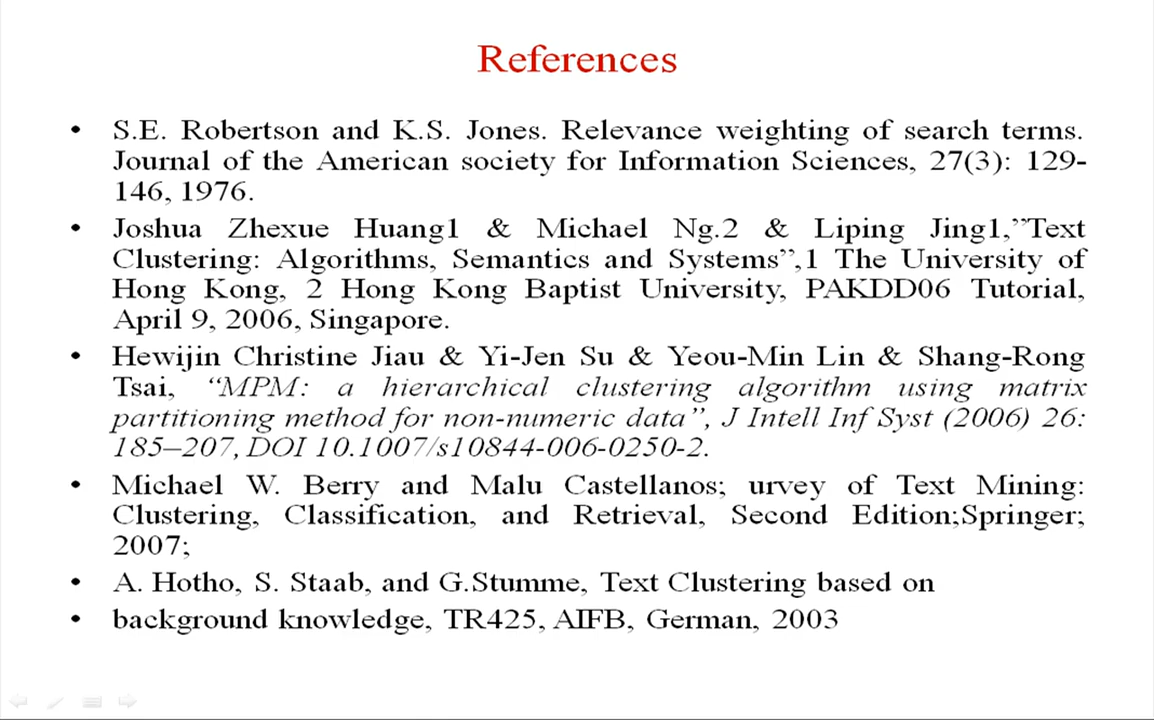 References
• S.E. Robertson and K.S. Jones. Relevance weighting of search terms.
Journal of the American society for Information Sciences, 27(3): 129-
146, 1976.
• Joshua Zhexue Huang1 & Michael Ng.2 & Liping Jing1,”Text
Clustering: Algorithms, Semantics and Systems”,1 The University of
Hong Kong, 2 Hong Kong Baptist University, PAKDD06 Tutorial,
April 9, 2006, Singapore.
• Hewijin Christine Jiau & Yi-Jen Su & Yeou-Min Lin & Shang-Rong
Tsai, “MPM: a hierarchical clustering algorithm using matrix
partitioning method for non-numeric data”, J Intell Inf Syst (2006) 26:
185–207, DOI 10.1007/s10844-006-0250-2.
• Michael W. Berry and Malu Castellanos; urvey of Text Mining:
Clustering, Classification, and Retrieval, Second Edition;Springer;
2007;
• A. Hotho, S. Staab, and G.Stumme, Text Clustering based on
• background knowledge, TR425, AIFB, German, 2003